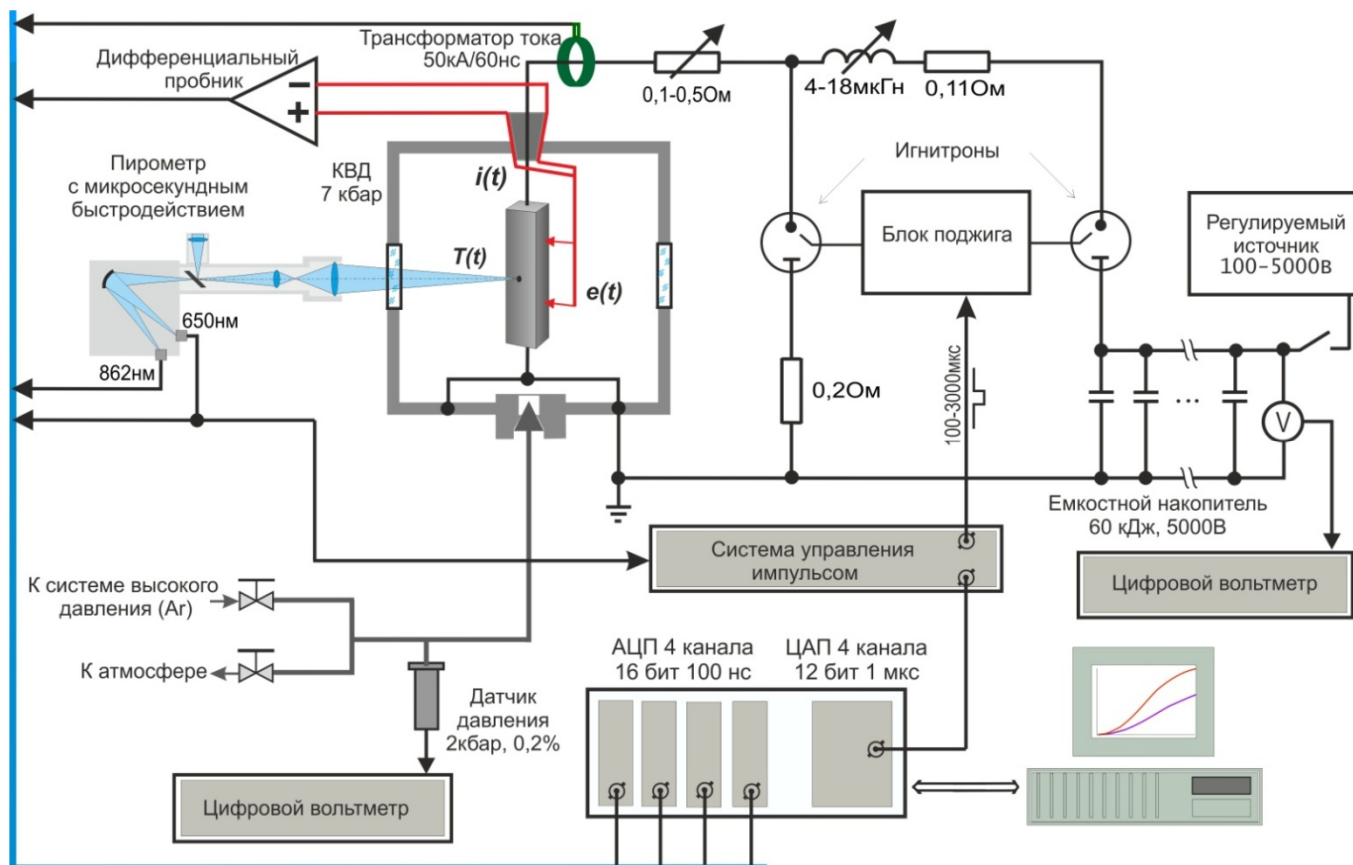 Трансформатор тока
50кА/60нс
Дифференциальный
пробник
0,1-0,5Ом
4-18мкГн
0,11Ом
−
+
Пирометр
с микросекундным
быстродействием
КВД
7 кбар
i(t)
T(t)
e(t)
Игнитроны
Блок поджига
Регулируемый
источник
100-5000В
650нм
862нм
0,2Ом
100-3000мкс
...
V
Емкостной накопитель
60 кДж, 5000В
Система управления
импульсом
Цифровой вольтметр
К системе высокого
давления (Ar)
К атмосфере
Датчик
давления
2кбар, 0,2%
АЦП 4 канала
16 бит 100 нс
ЦАП 4 канала
12 бит 1 мкс
Цифровой вольтметр